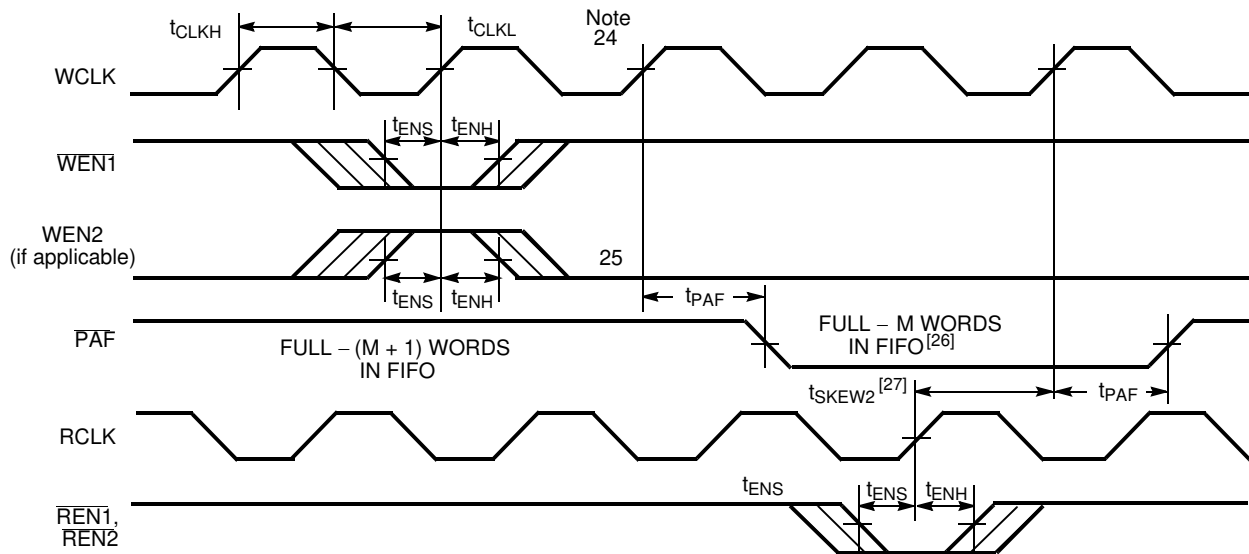 tCLKH
tCLKL
Note
24
WCLK
tENS
tENH
WEN1
WEN2
(if applicable)
25
tENS
tENH
tPAF
PAF
FULL – (M + 1) WORDS
IN FIFO
FULL – M WORDS
IN FIFO[26]
tSKEW2[27]
tPAF
RCLK
tENS
tENS
tENH
REN1,
REN2